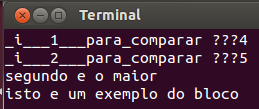 Terminal
_i___1___para_comparar ???4
_i___2___para_comparar ???5
segundo e o maior
isto e um exemplo do bloco